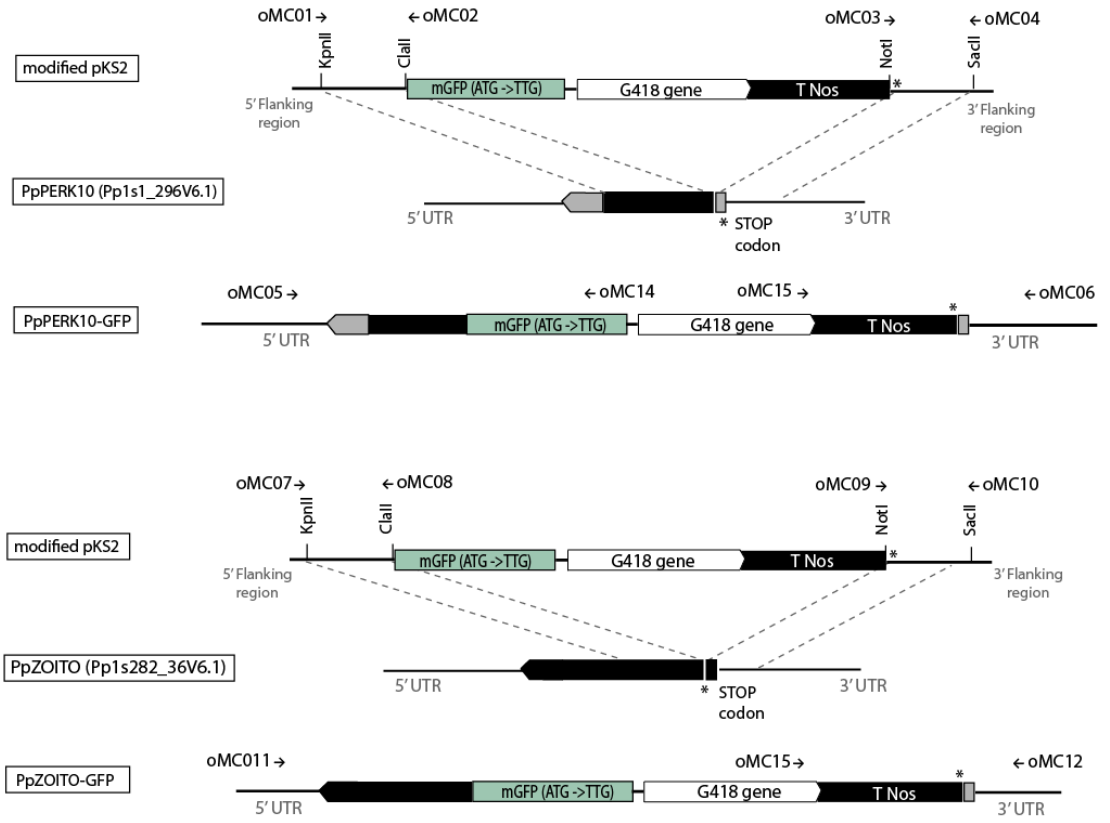 oMC01→
←oMC02
oMC03→
←oMC04
KpnII
ClaII
NotI
SacII
modified pKS2
mGFP (ATG ->TTG)
G418 gene
T Nos
*
5' Flanking
region
3' Flanking
region
PpPERK10 (Pp1s1_296V6.1)
5' UTR
* STOP
codon
3' UTR
oMC05→
←oMC14
oMC15→
←oMC06
PpPERK10-GFP
mGFP (ATG ->TTG)
G418 gene
T Nos
*
5' UTR
3' UTR
oMC07→
←oMC08
oMC09→
←oMC10
KpnII
ClaII
NotI
SacII
modified pKS2
mGFP (ATG ->TTG)
G418 gene
T Nos
*
5' Flanking
region
3' Flanking
region
PpZOITO (Pp1s282_36V6.1)
5' UTR
* STOP
codon
3' UTR
oMC011→
oMC15→
←oMC12
PpZOITO-GFP
mGFP (ATG ->TTG)
G418 gene
T Nos
*
5' UTR
3' UTR